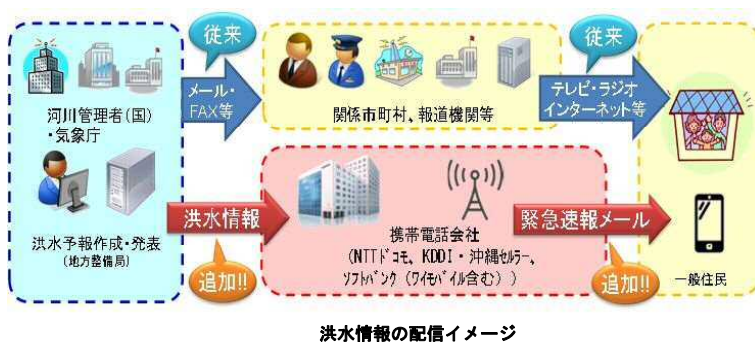 従来
従来
メール・
FAX等
テレビ・ラジオ
インターネット等
河川管理者(国)
・気象庁
関係市町村、報道機関等
洪水予報作成・発表
(地方整備局)
洪水情報
追加!!
携帯電話会社
(NTTドコモ、KDDI・沖縄セルラー、
ソフトバンク(ワイモバイル含む))
緊急速報メール
追加!!
一般住民
洪水情報の配信イメージ